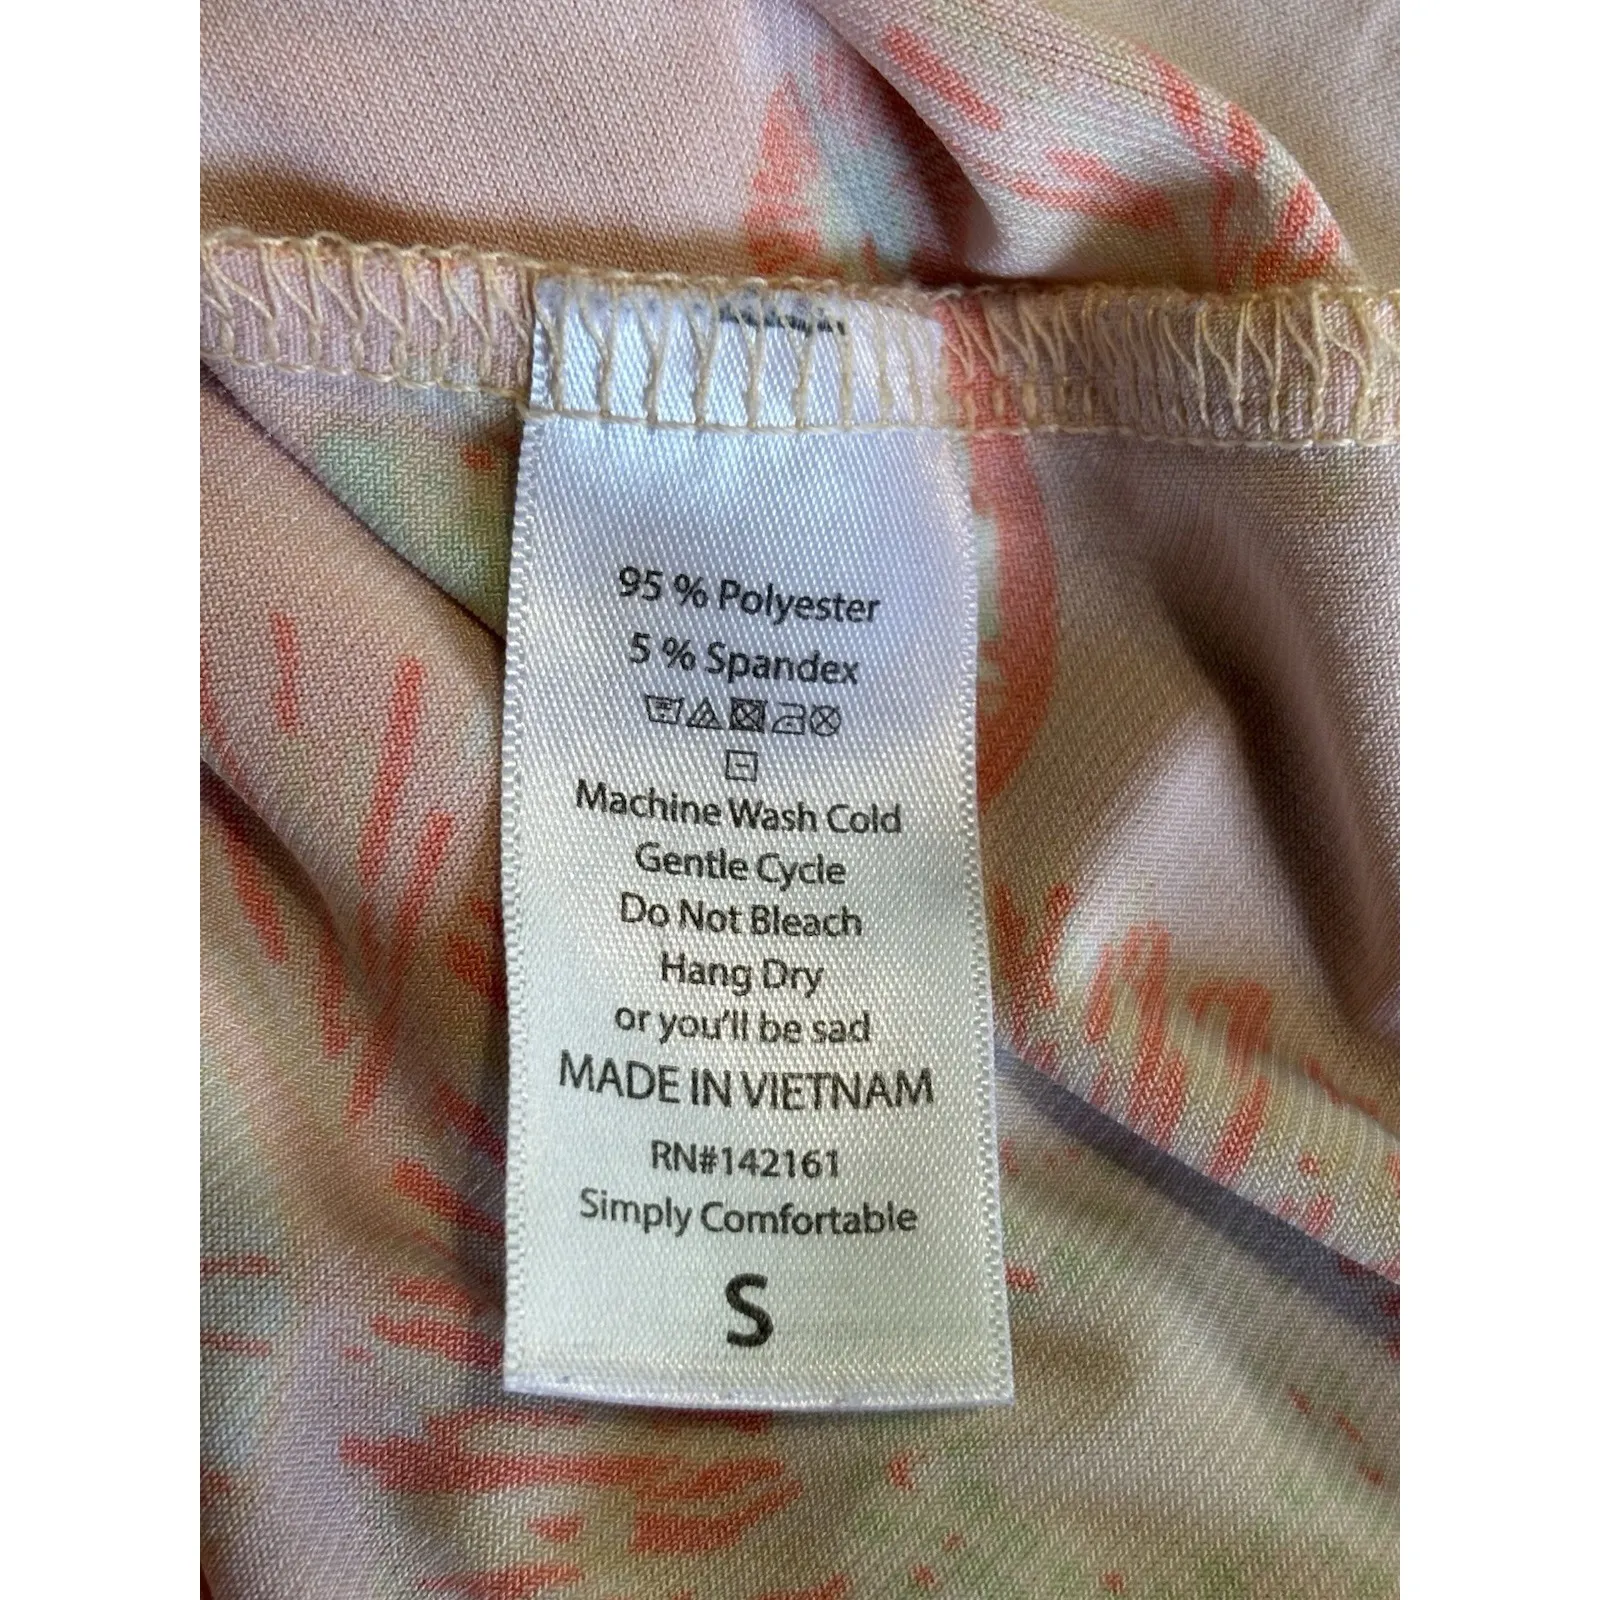 95 % Polyester
5 % Spandex
Machine Wash Cold
Gentle Cycle
Do Not Bleach
Hang Dry
or you'll be sad
MADE IN VIETNAM
RN#142161
Simply Comfortable
S